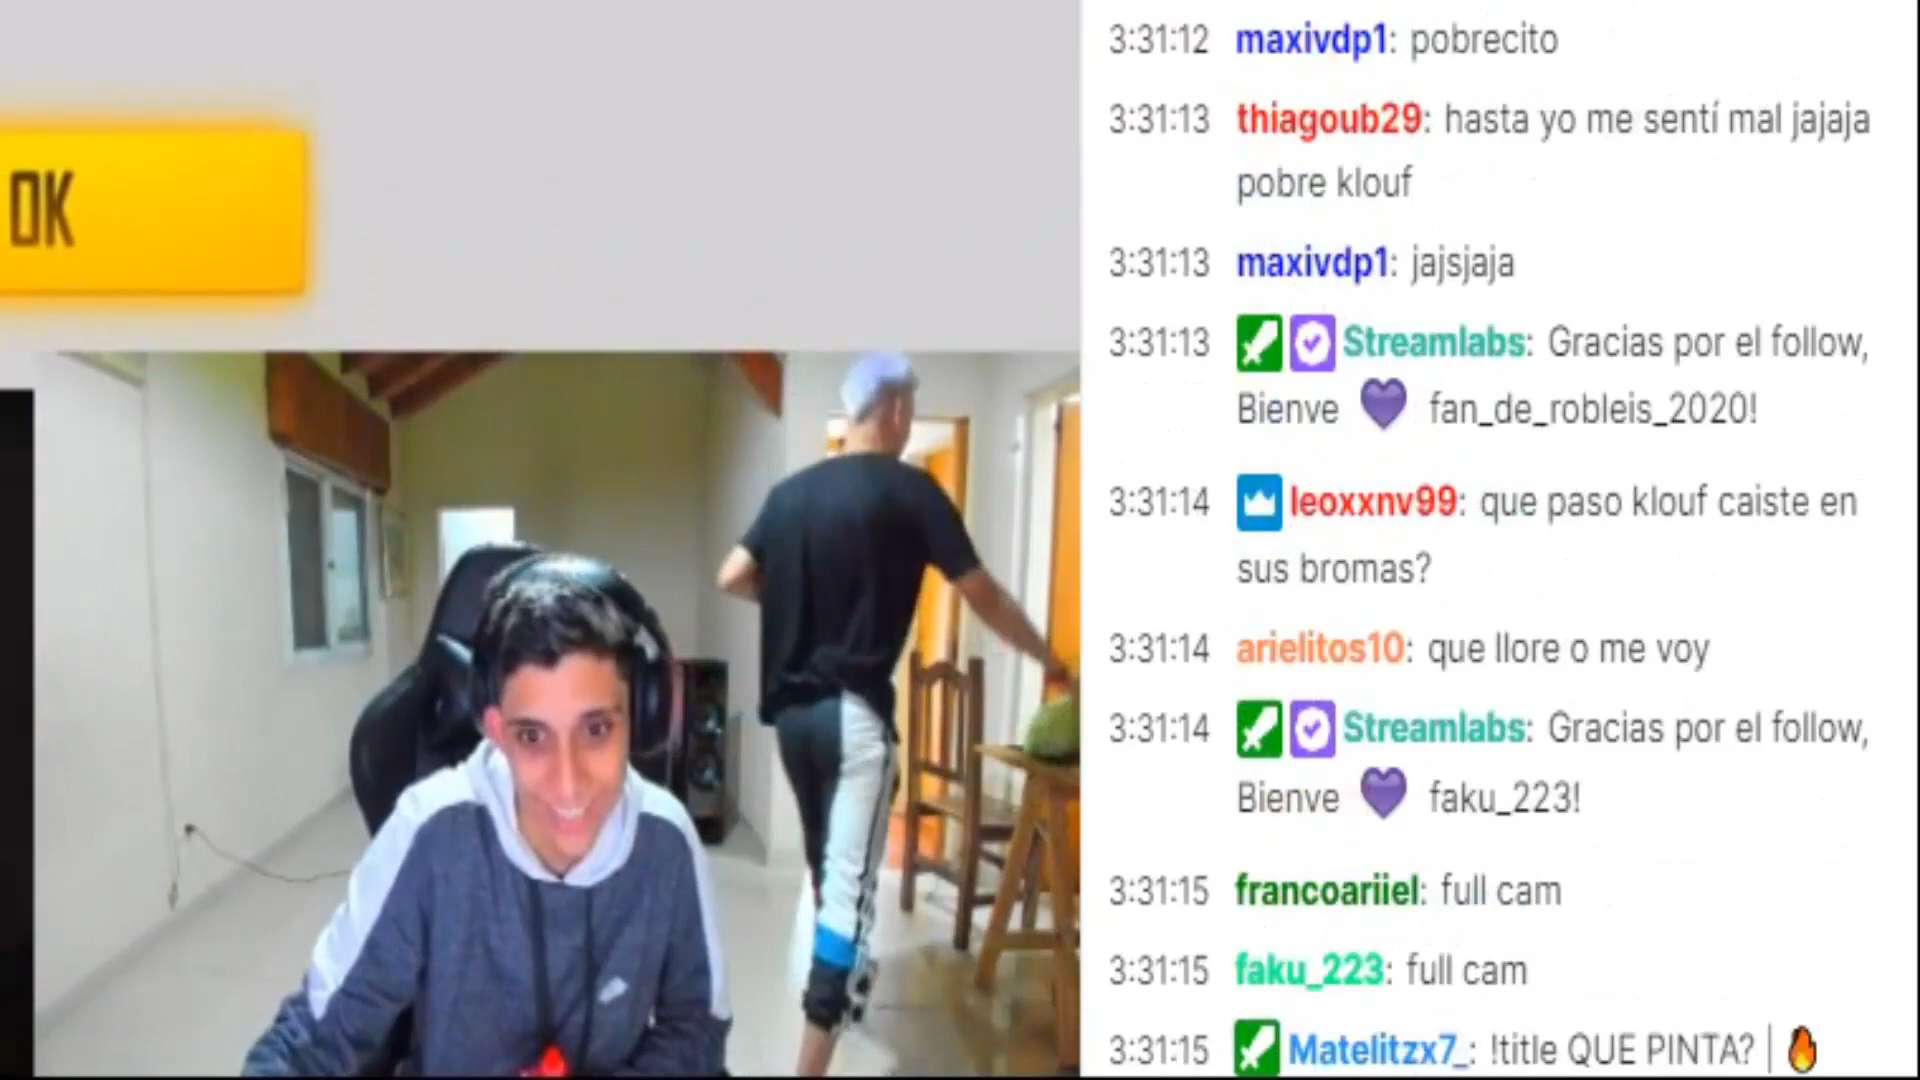 OK
3:31:12 maxivdp1: pobrecito
3:31:13 thiagoub29: hasta yo me sentí mal jajaja
pobre klouf
3:31:13 maxivdp1: jajsjaja
3:31:13 Streamlabs: Gracias por el follow,
Bienve 💜 fan_de_robleis_2020!
3:31:14 leoxxnv99: que paso klouf caiste en
sus bromas?
3:31:14 arielitos10: que llore o me voy
3:31:14 Streamlabs: Gracias por el follow,
Bienve 💜 faku_223!
3:31:15 francoariiel: full cam
3:31:15 faku_223: full cam
3:31:15 Matelitzx7_: !title QUE PINTA? | 🔥